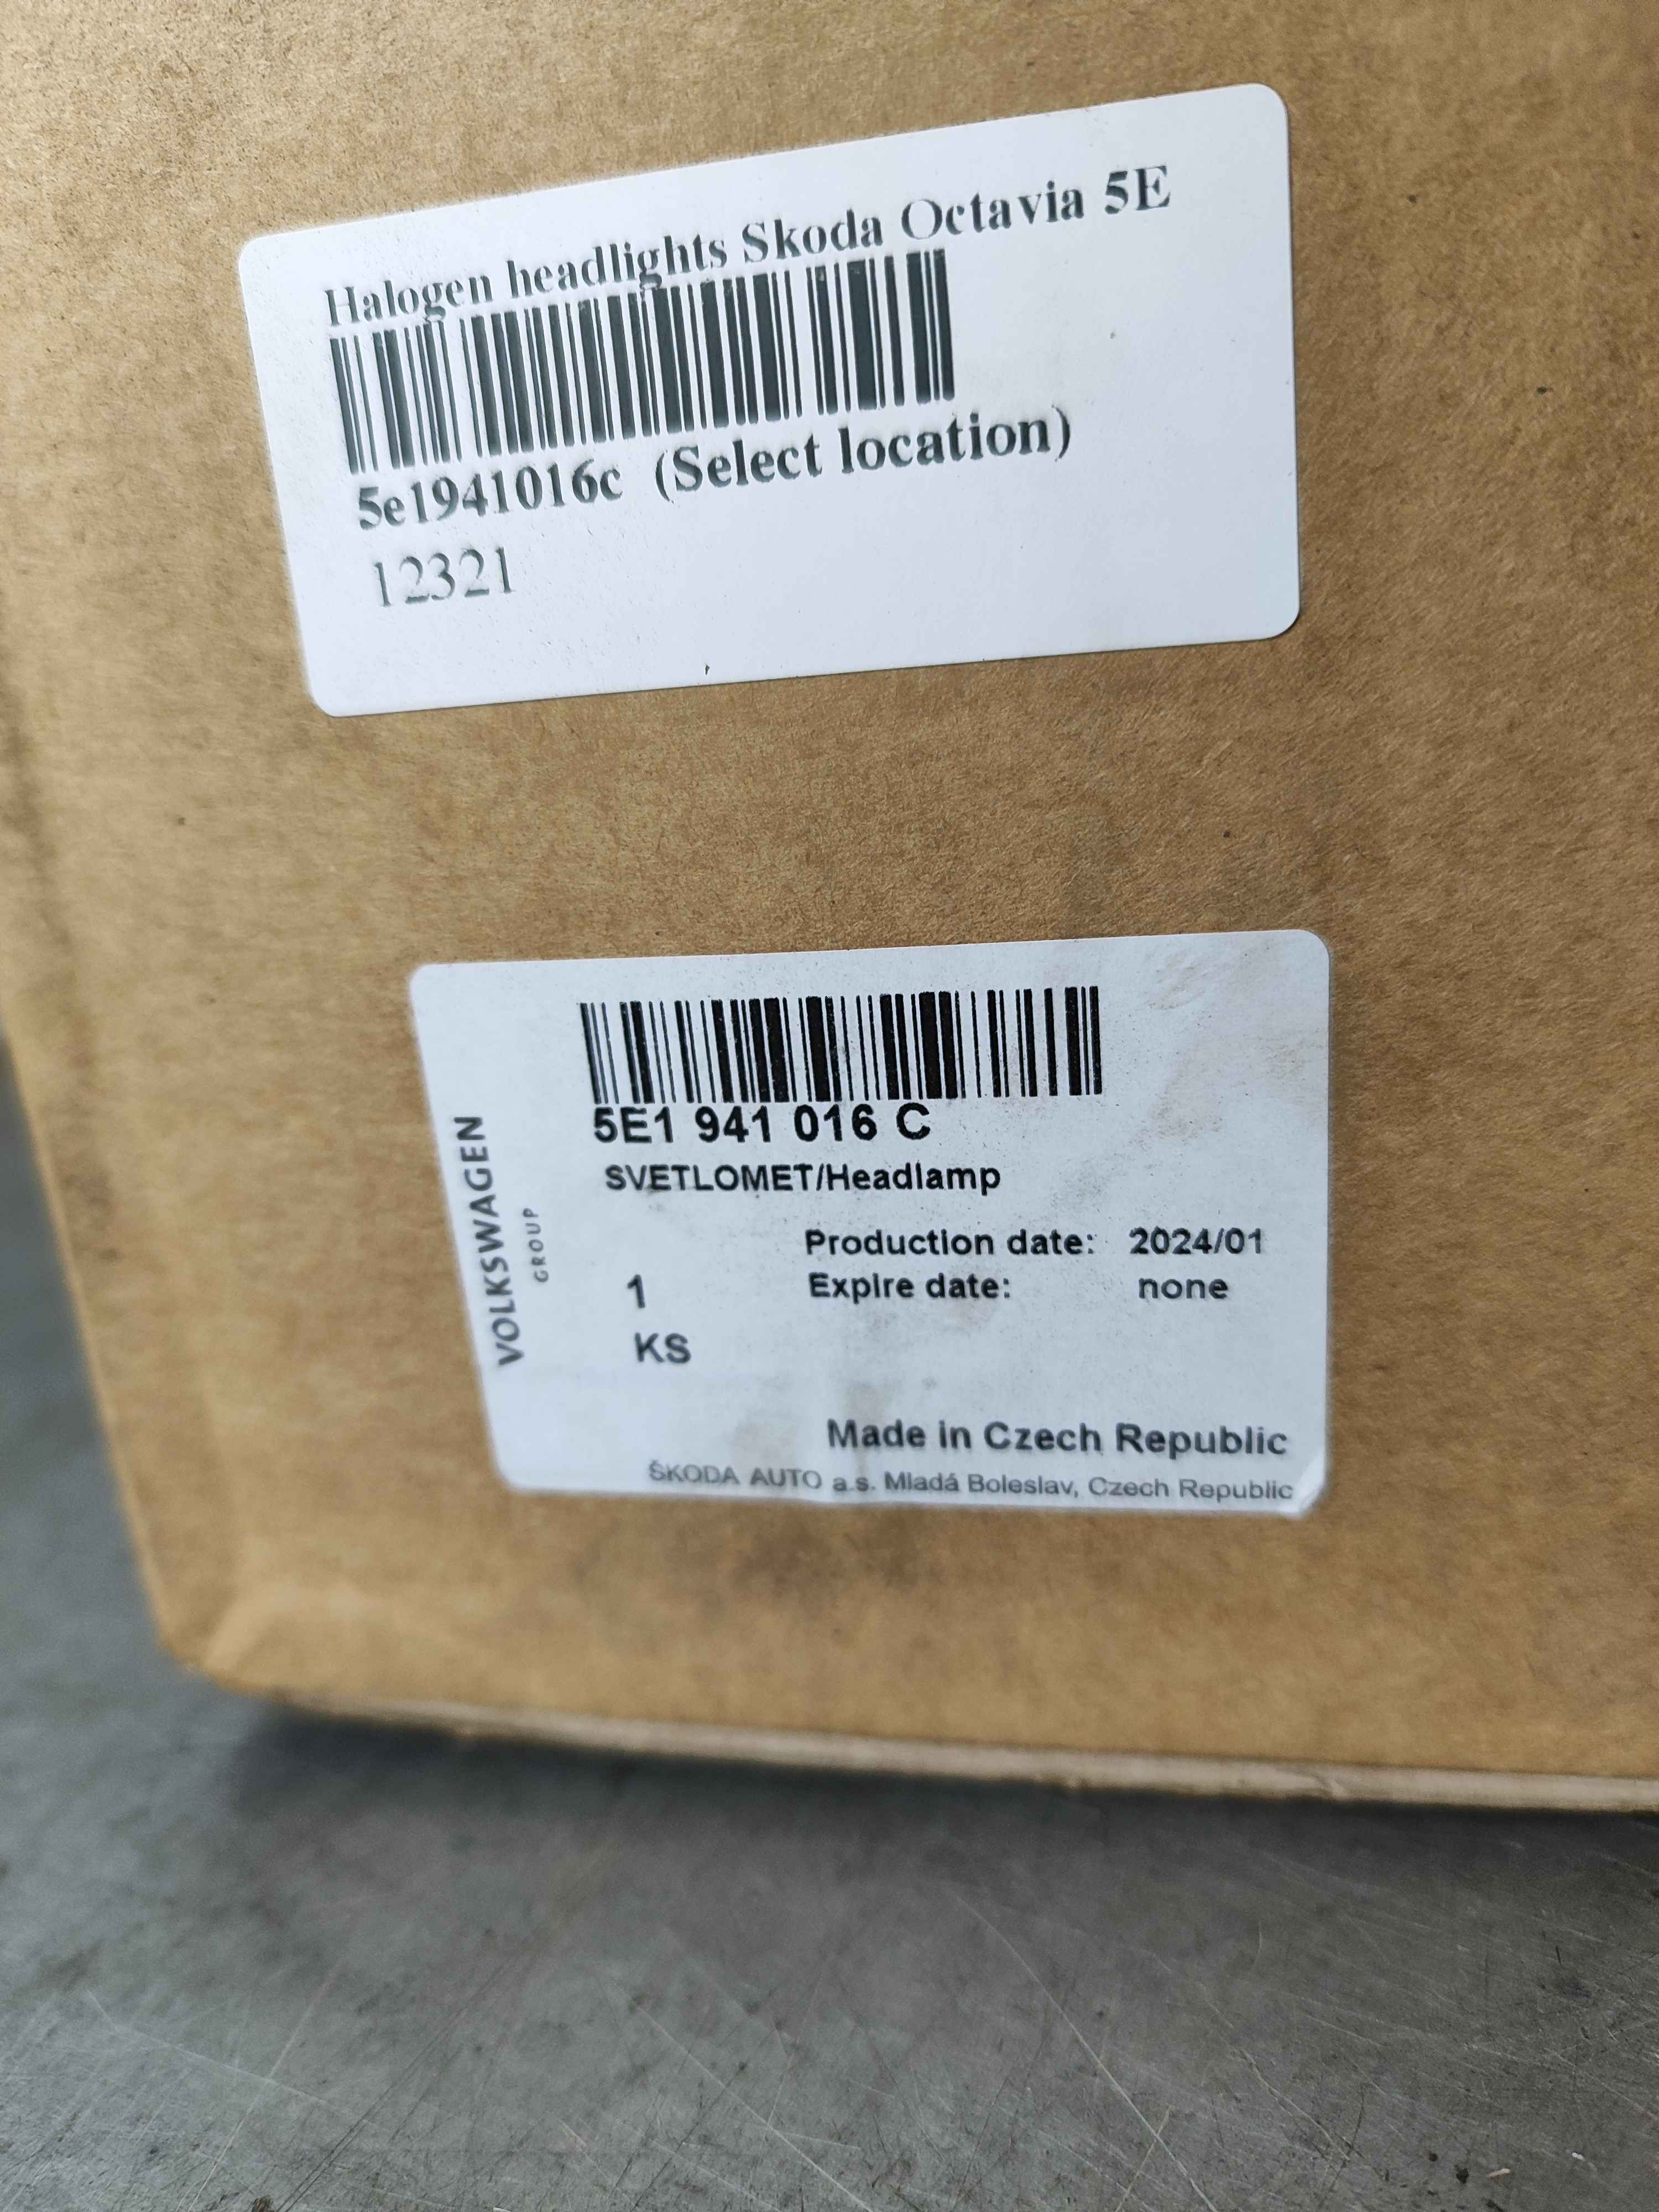 Halogen headlights Skoda Octavia 5E
5e1941016c (Select location)
12321
5E1 941 016 C
SVETLOMET/Headlamp
Production date: 2024/01
Expire date: none
1
KS
VOLKSWAGEN
GROUP
Made in Czech Republic
ŠKODA AUTO a.s. Mladá Boleslav, Czech Republic